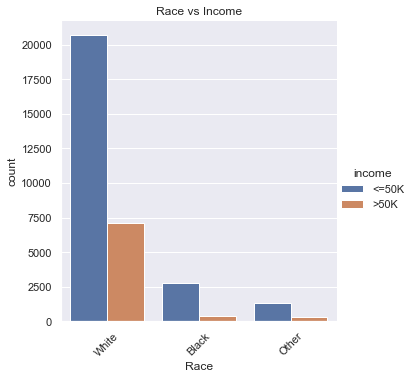 Race vs Income
20000
17500
15000
12500
10000
7500
5000
2500
0
count
White
Black
Other
Race
income
<=50K
>50K